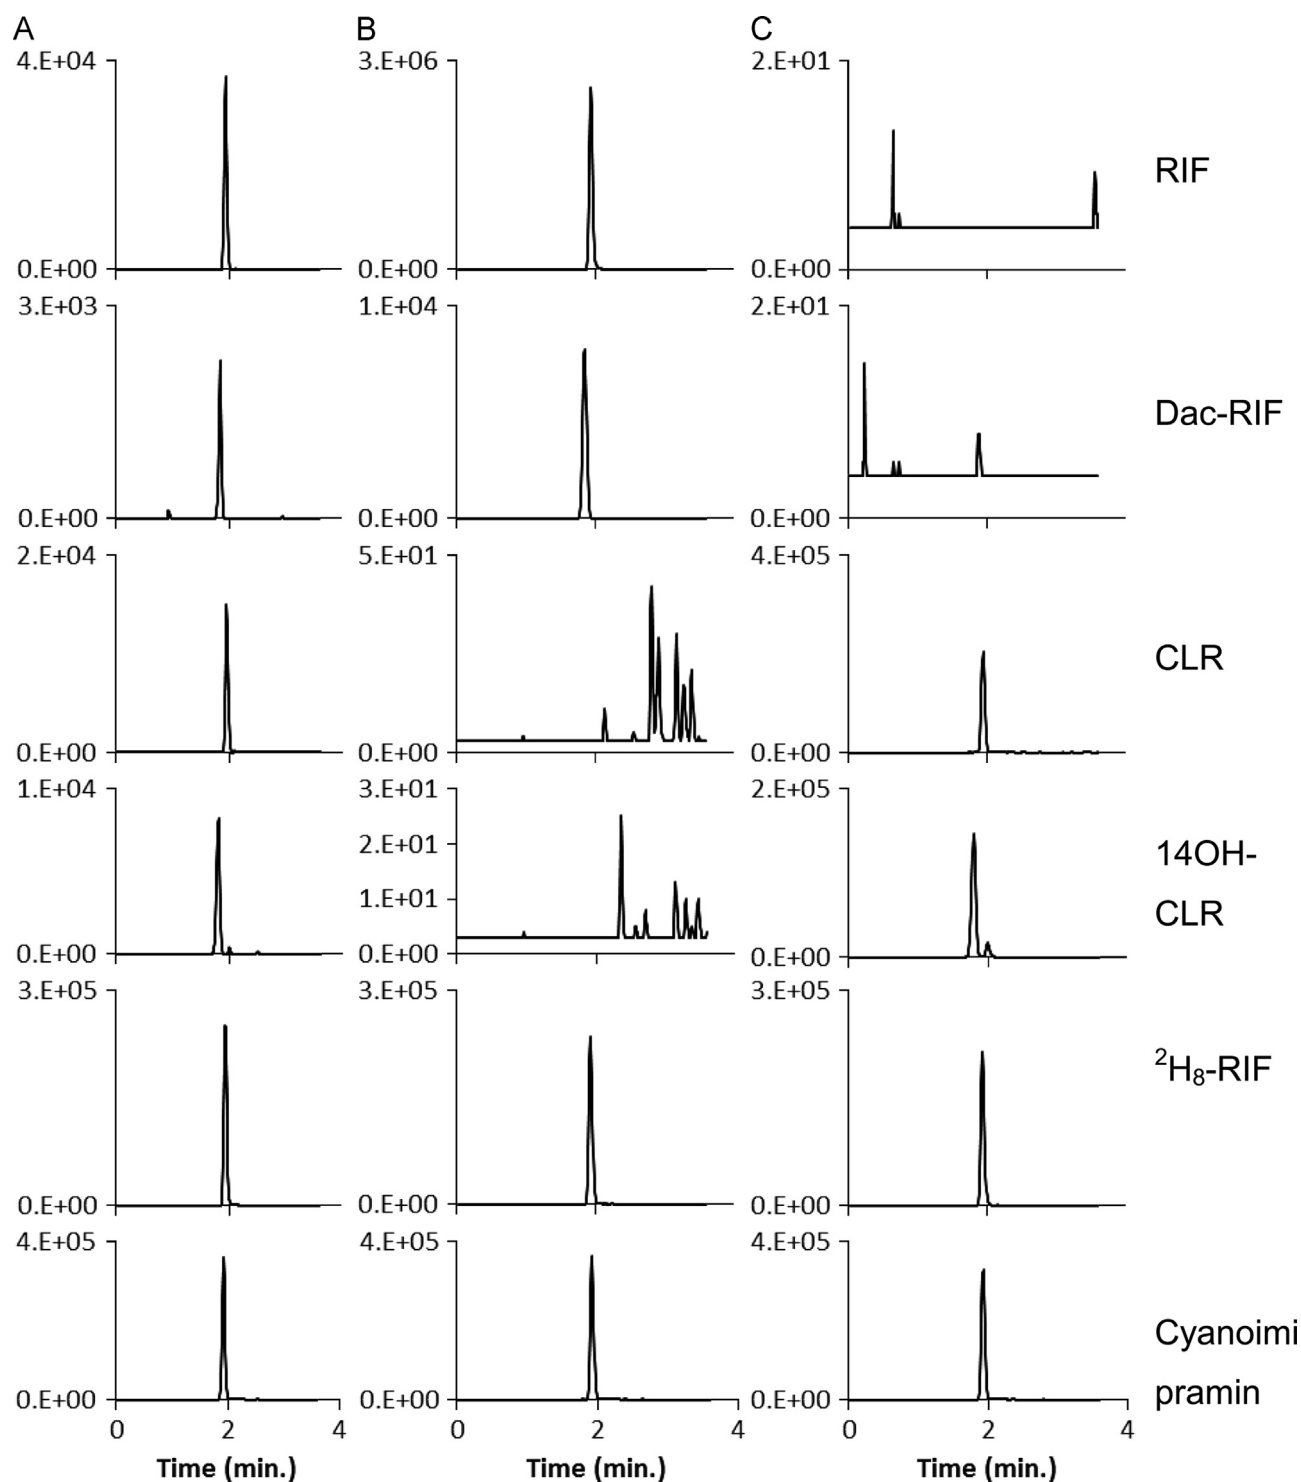 A B C
4.E+04 3.E+06 2.E+01
RIF
0.E+00 0.E+00 0.E+00
3.E+03 1.E+04 2.E+01
Dac-RIF
0.E+00 0.E+00 0.E+00
2.E+04 5.E+01 4.E+05
CLR
0.E+00 0.E+00 0.E+00
1.E+04 3.E+01 2.E+05
2.E+01
14OH-
1.E+01
CLR
0.E+00 0.E+00 0.E+00
3.E+05 3.E+05 3.E+05
²H₈-RIF
0.E+00 0.E+00 0.E+00
4.E+05 4.E+05 4.E+05
Cyanoimi
pramin
0.E+00 0.E+00 0.E+00
0 2 4 0 2 4 0 2 4
Time (min.) Time (min.) Time (min.)